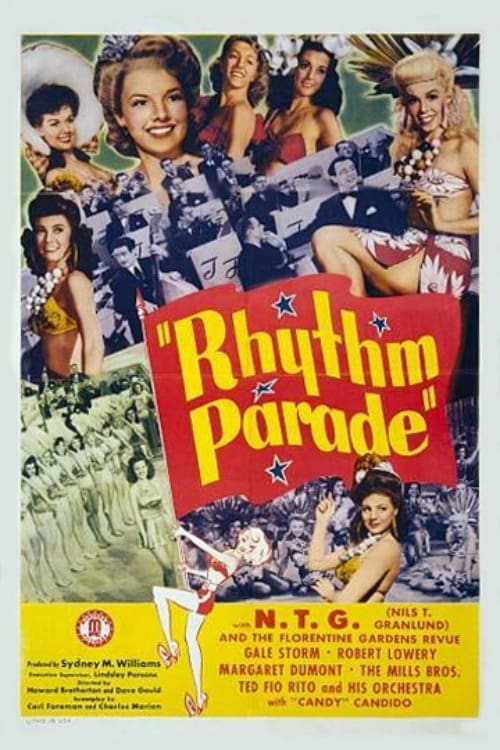 "Rhythm
Parade"
with N. T. G. (NILS T. GRANLUND)
AND THE FLORENTINE GARDENS REVUE
GALE STORM · ROBERT LOWERY
MARGARET DUMONT · THE MILLS BROS.
TED FIO RITO and HIS ORCHESTRA
with "CANDY" CANDIDO
Produced by Sydney M. Williams
Executive Supervisor, Lindsley Parsons
Directed by
Howard Bretherton and Dave Gould
Screenplay by
Carl Foreman and Charles Marion